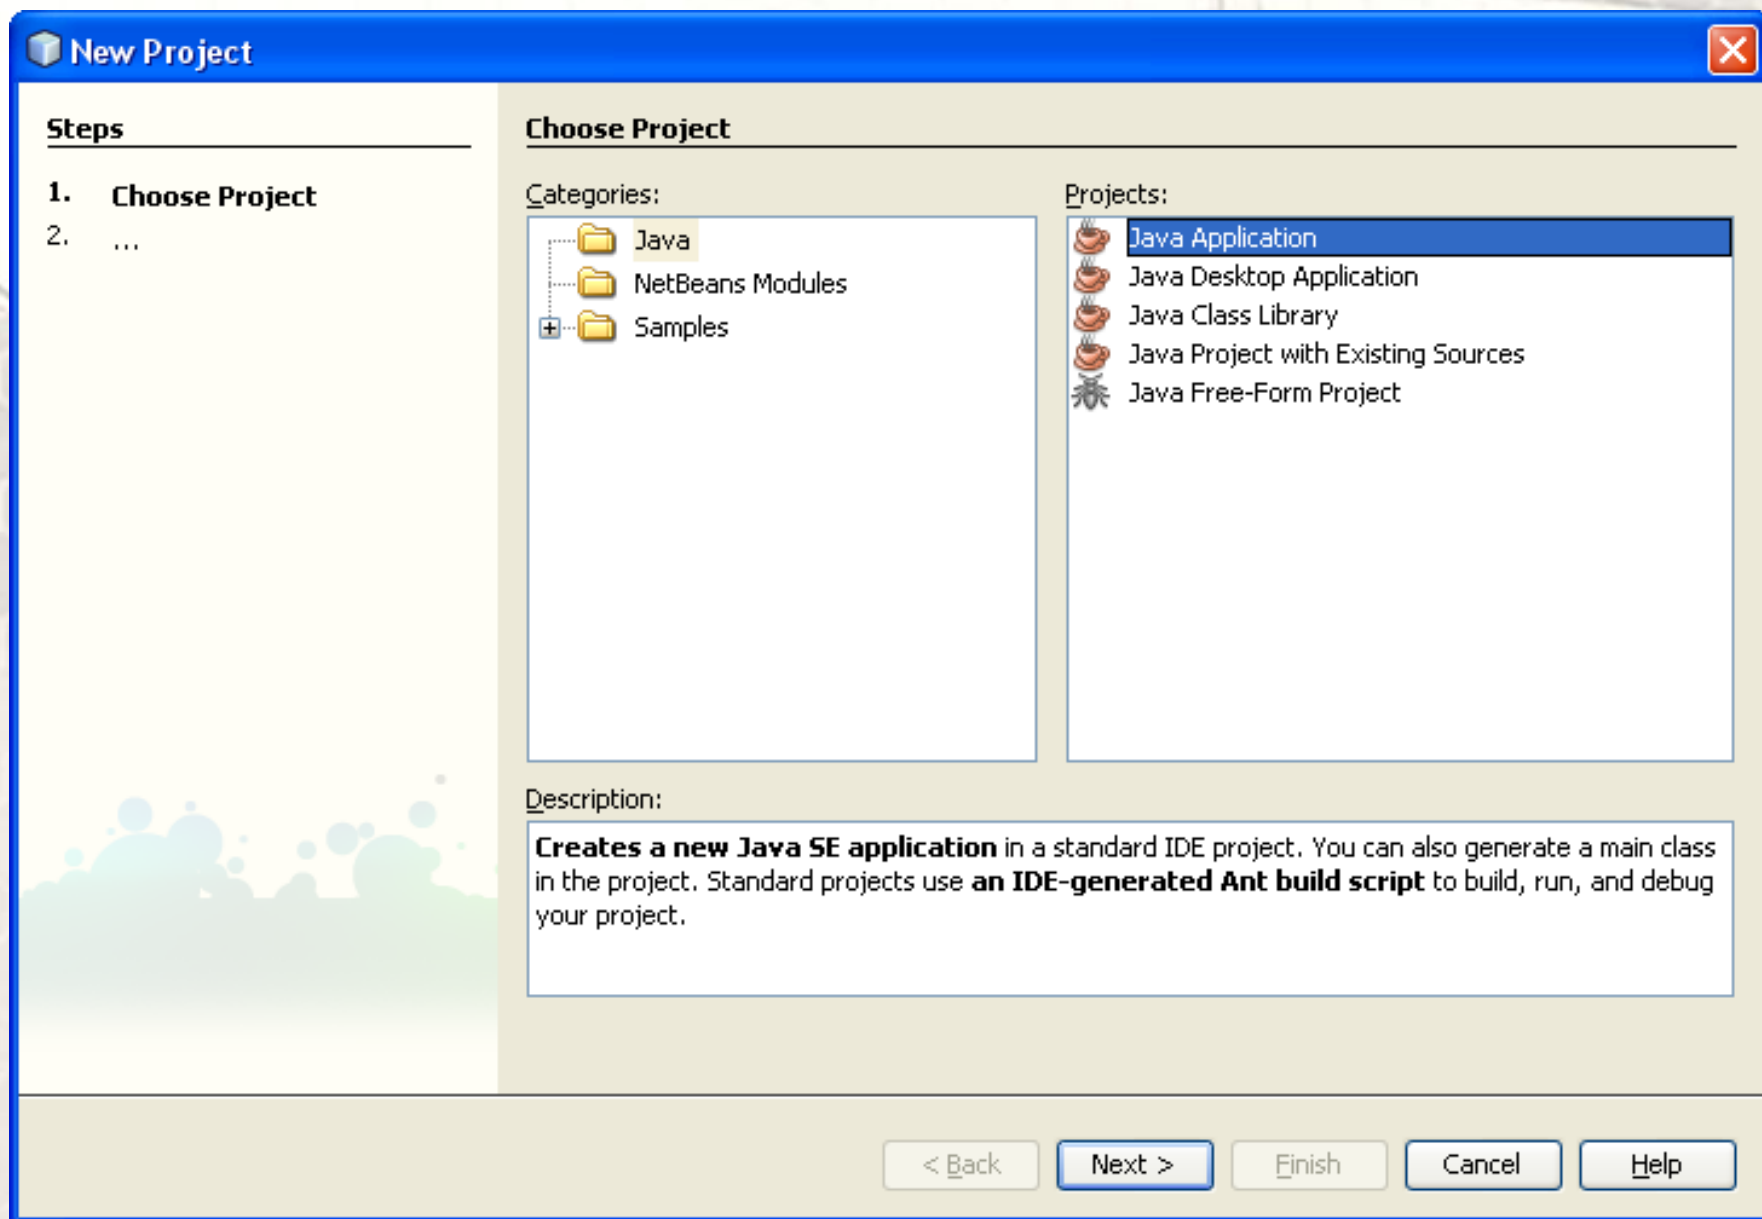 New Project
Steps
1. Choose Project
2. ...
Choose Project
Categories:
Java
NetBeans Modules
Samples
Projects:
Java Application
Java Desktop Application
Java Class Library
Java Project with Existing Sources
Java Free-Form Project
Description:
Creates a new Java SE application in a standard IDE project. You can also generate a main class
in the project. Standard projects use an IDE-generated Ant build script to build, run, and debug
your project.
< Back
Next >
Finish
Cancel
Help